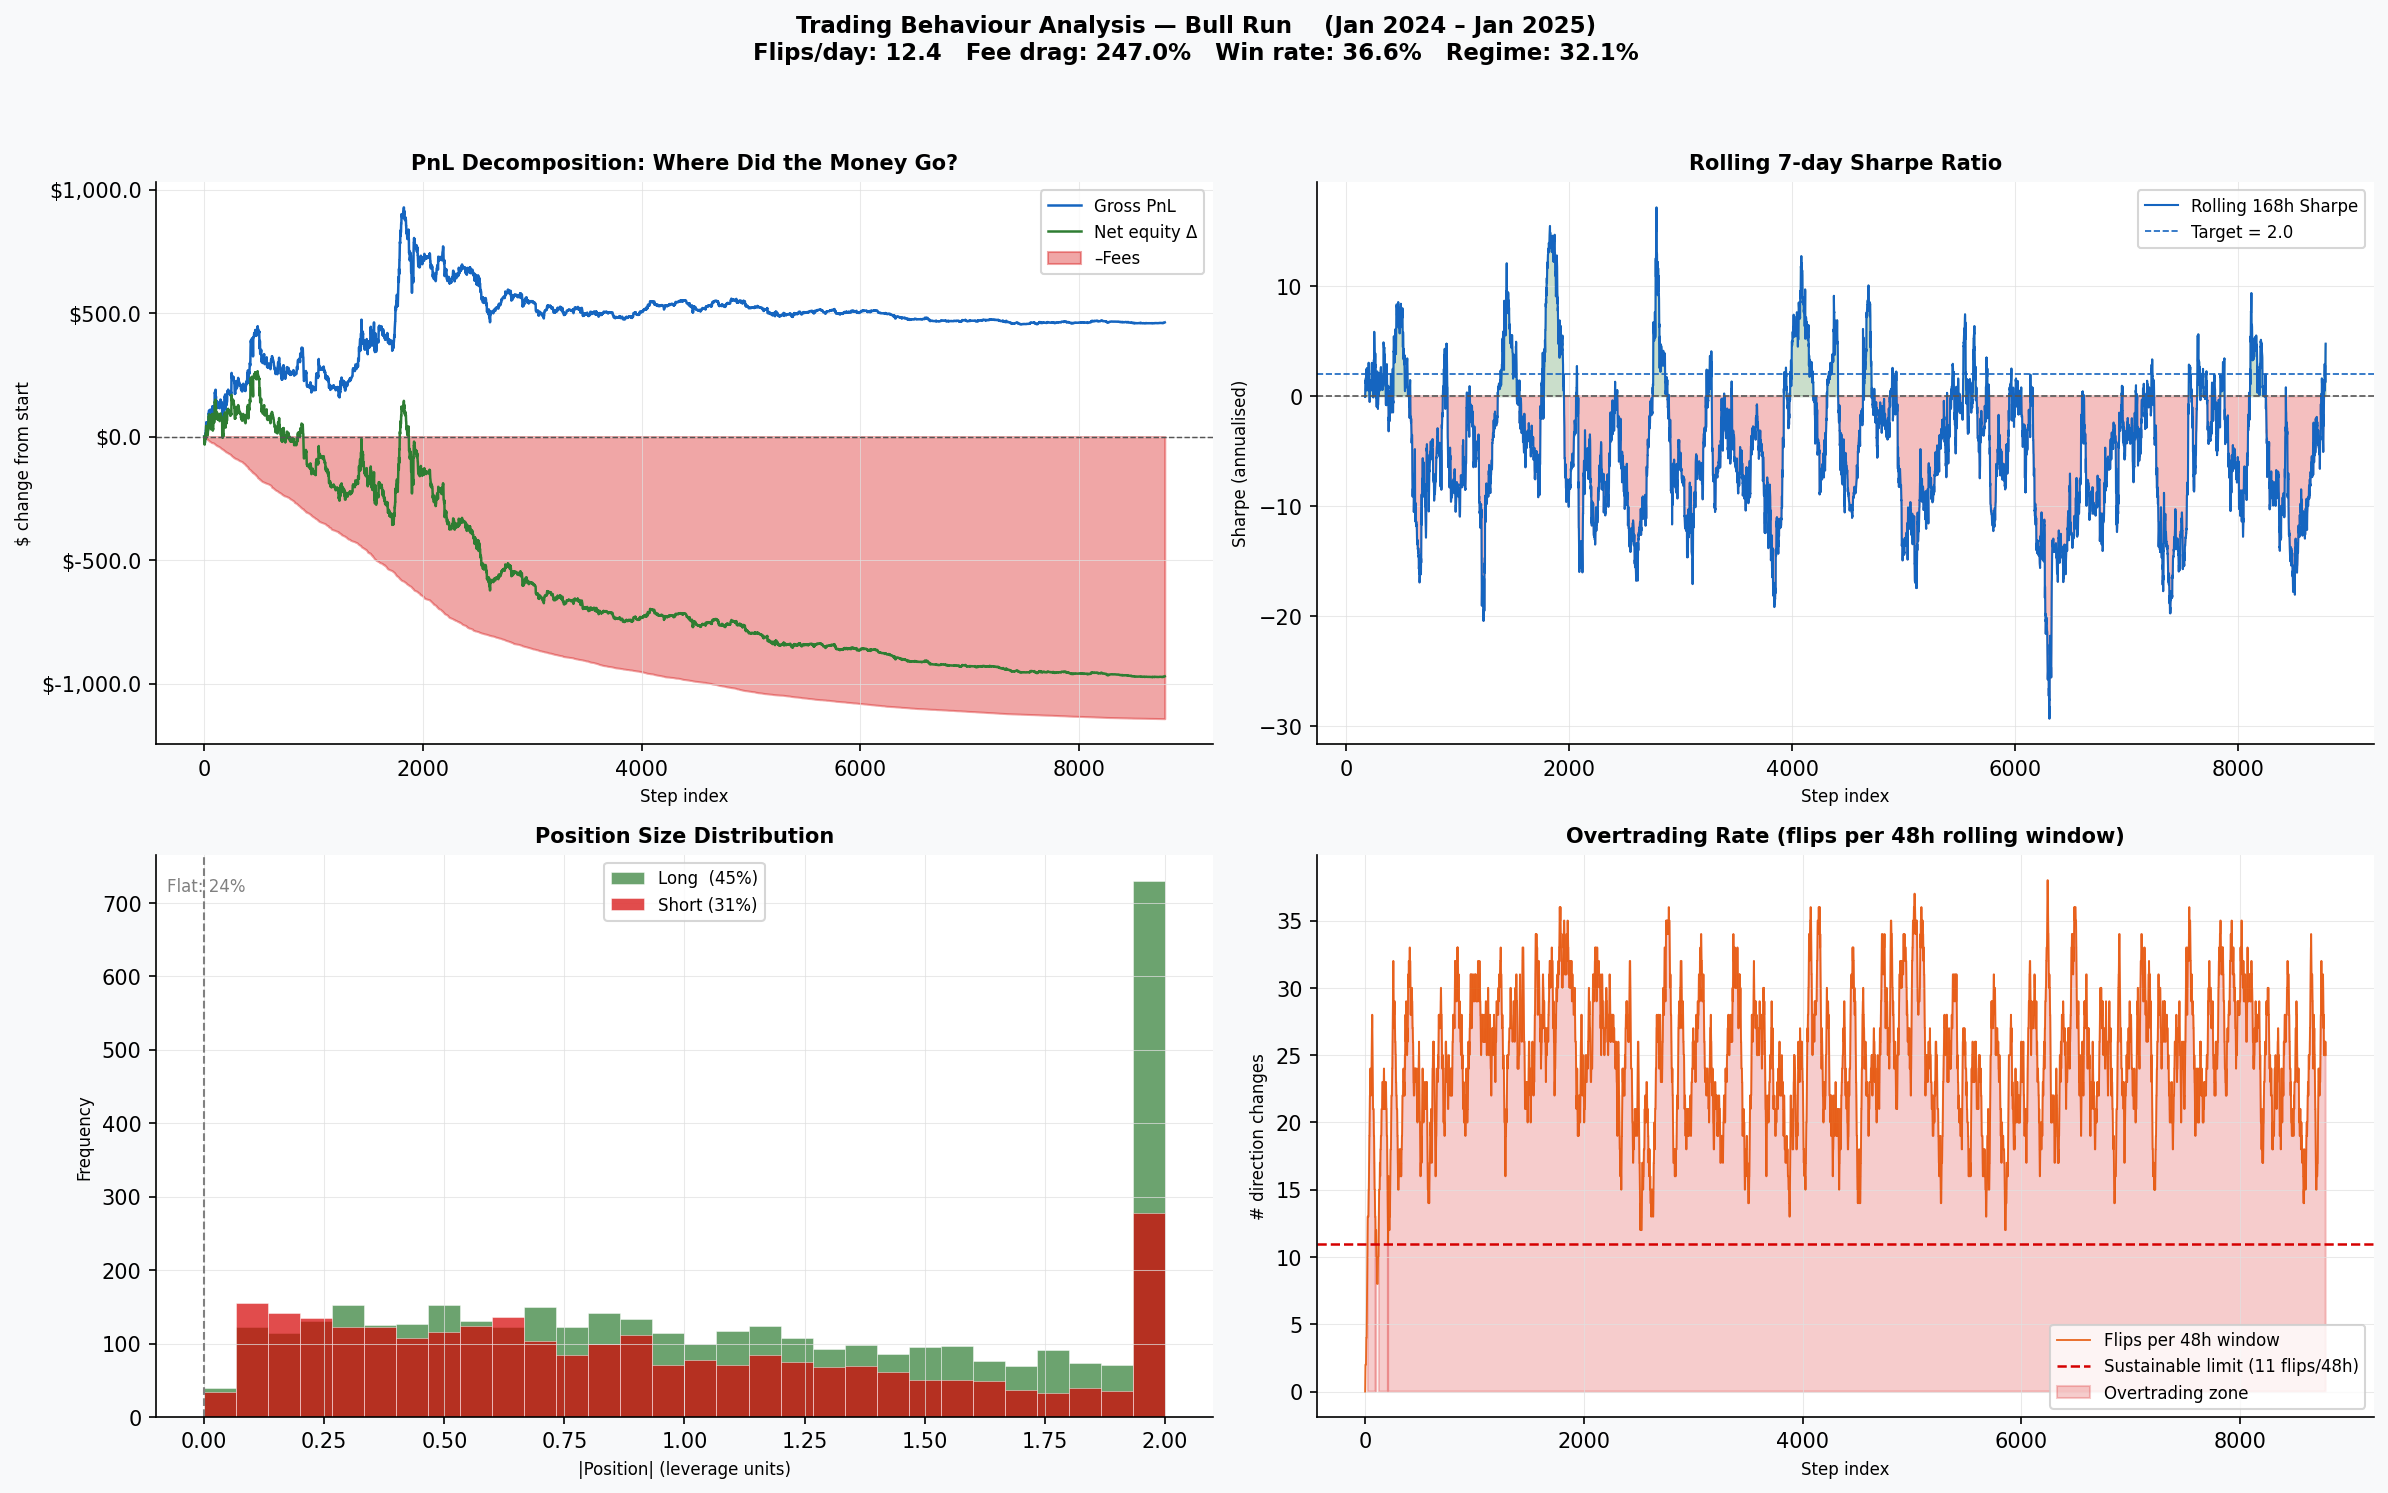 Trading Behaviour Analysis — Bull Run    (Jan 2024 – Jan 2025)
Flips/day: 12.4   Fee drag: 247.0%   Win rate: 36.6%   Regime: 32.1%
PnL Decomposition: Where Did the Money Go?
$1,000.0
$500.0
$0.0
$-500.0
$-1,000.0
$ change from start
Gross PnL
Net equity Δ
–Fees
0 2000 4000 6000 8000
Step index
Rolling 7-day Sharpe Ratio
10
0
−10
−20
−30
Sharpe (annualised)
Rolling 168h Sharpe
Target = 2.0
0 2000 4000 6000 8000
Step index
Position Size Distribution
Flat: 24%
700
600
500
400
300
200
100
0
Frequency
Long  (45%)
Short (31%)
0.00 0.25 0.50 0.75 1.00 1.25 1.50 1.75 2.00
|Position| (leverage units)
Overtrading Rate (flips per 48h rolling window)
35
30
25
20
15
10
5
0
# direction changes
Flips per 48h window
Sustainable limit (11 flips/48h)
Overtrading zone
0 2000 4000 6000 8000
Step index